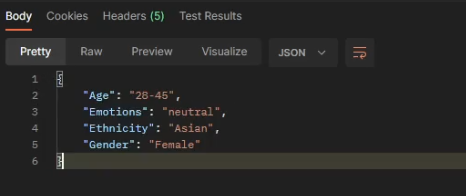 Body Cookies Headers (5) Test Results
Pretty Raw Preview Visualize JSON
1 {
2 "Age": "28-45",
3 "Emotions": "neutral",
4 "Ethnicity": "Asian",
5 "Gender": "Female"
6 }